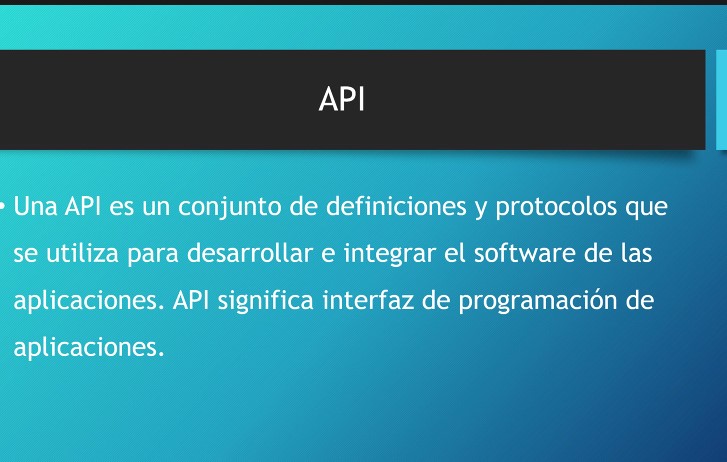 API
• Una API es un conjunto de definiciones y protocolos que
se utiliza para desarrollar e integrar el software de las
aplicaciones. API significa interfaz de programación de
aplicaciones.